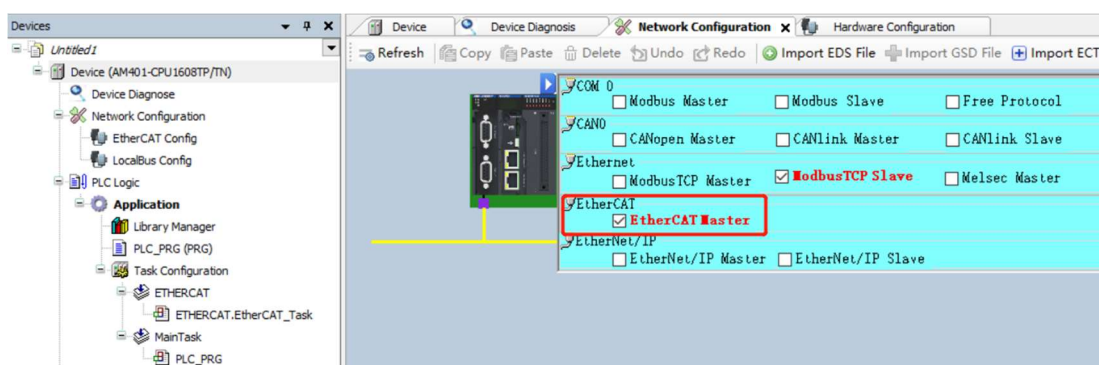 Devices
Untitled1
Device (AM401-CPU1608TP/TN)
Device Diagnose
Network Configuration
EtherCAT Config
LocalBus Config
PLC Logic
Application
Library Manager
PLC_PRG (PRG)
Task Configuration
ETHERCAT
ETHERCAT.EtherCAT_Task
MainTask
PLC_PRG
Device Device Diagnosis Network Configuration Hardware Configuration
Refresh Copy Paste Delete Undo Redo Import EDS File Import GSD File Import ECT
COM 0
Modbus Master Modbus Slave Free Protocol
CAN0
CANopen Master CANlink Master CANlink Slave
Ethernet
ModbusTCP Master ModbusTCP Slave Melsec Master
EtherCAT
EtherCAT Master
EtherNet/IP
EtherNet/IP Master EtherNet/IP Slave